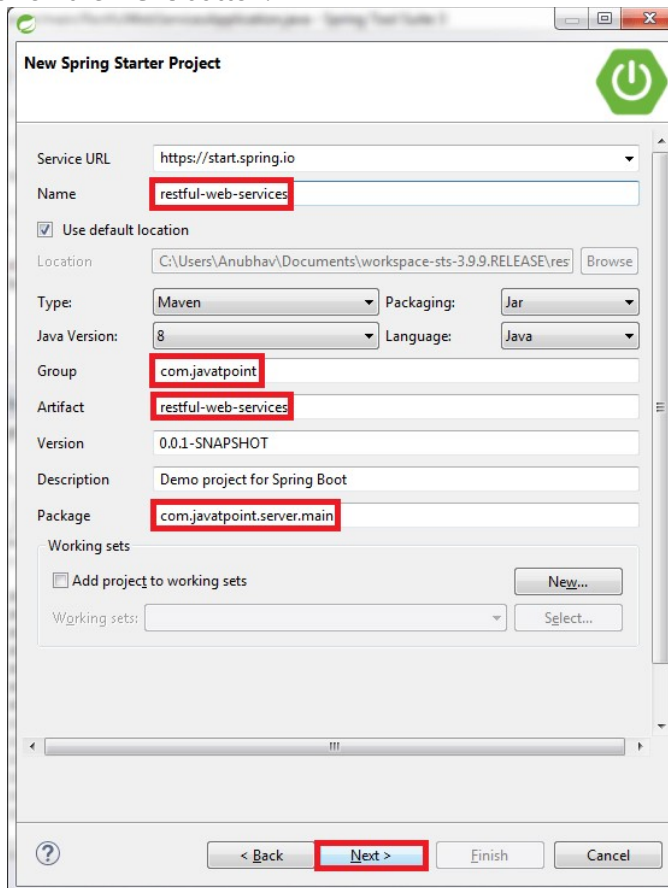 New Spring Starter Project
Service URL https://start.spring.io
Name restful-web-services
Use default location
Location C:\Users\Anubhav\Documents\workspace-sts-3.9.9.RELEASE\res Browse
Type: Maven Packaging: Jar
Java Version: 8 Language: Java
Group com.javatpoint
Artifact restful-web-services
Version 0.0.1-SNAPSHOT
Description Demo project for Spring Boot
Package com.javatpoint.server.main
Working sets
Add project to working sets New...
Working sets: Select...
< Back Next > Finish Cancel